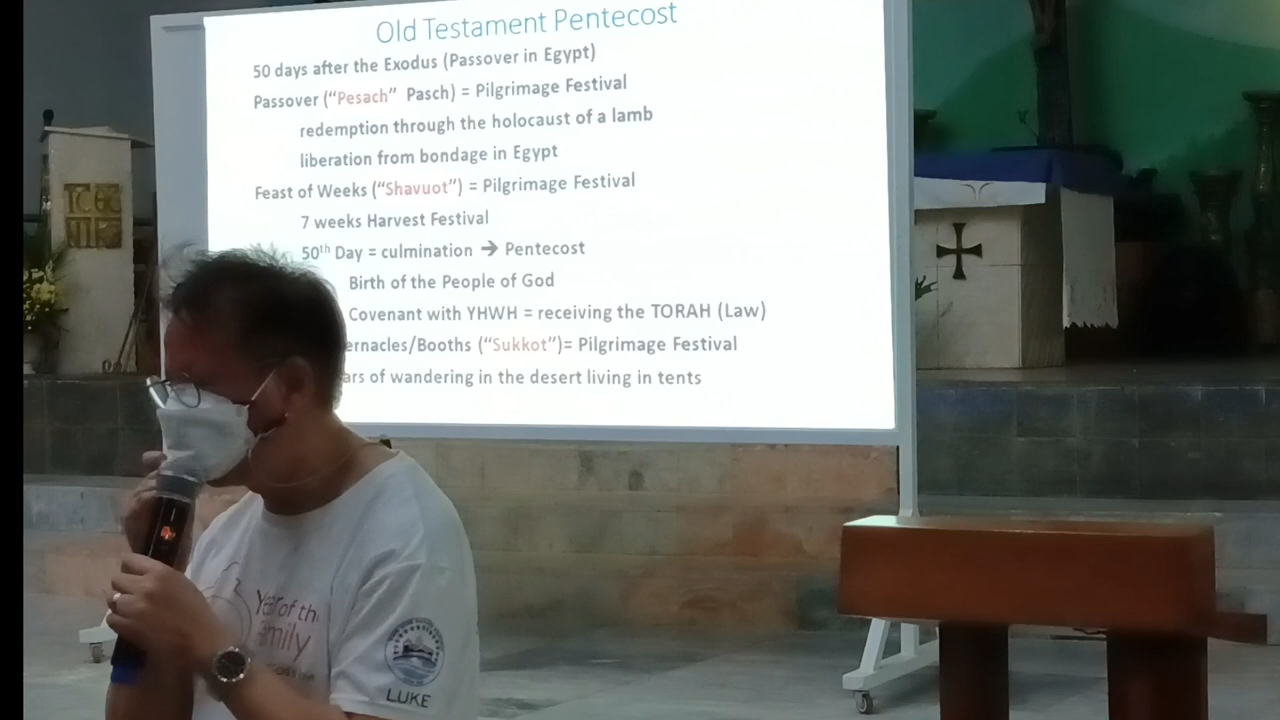 Old Testament Pentecost
50 days after the Exodus (Passover in Egypt)
Passover (“Pesach” Pasch) = Pilgrimage Festival
redemption through the holocaust of a lamb
liberation from bondage in Egypt
Feast of Weeks (“Shavuot”) = Pilgrimage Festival
7 weeks Harvest Festival
50th Day = culmination ➔ Pentecost
Birth of the People of God
Covenant with YHWH = receiving the TORAH (Law)
ernacles/Booths (“Sukkot”)= Pilgrimage Festival
ars of wandering in the desert living in tents
Year of th
amily
LUKE